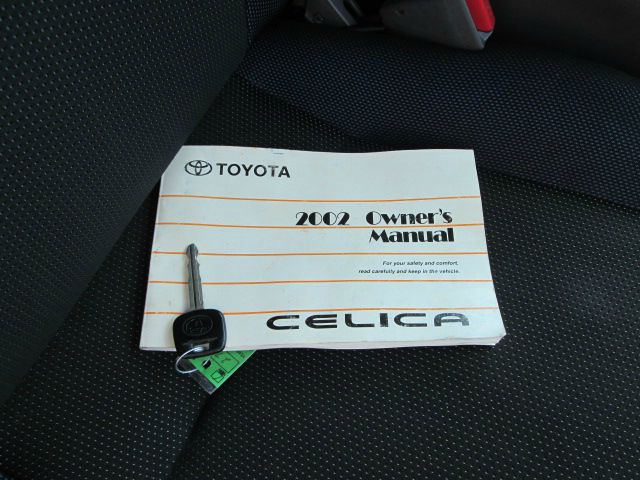 TOYOTA
2002 Owner's
Manual
For your safety and comfort,
read carefully and keep in the vehicle.
CELICA